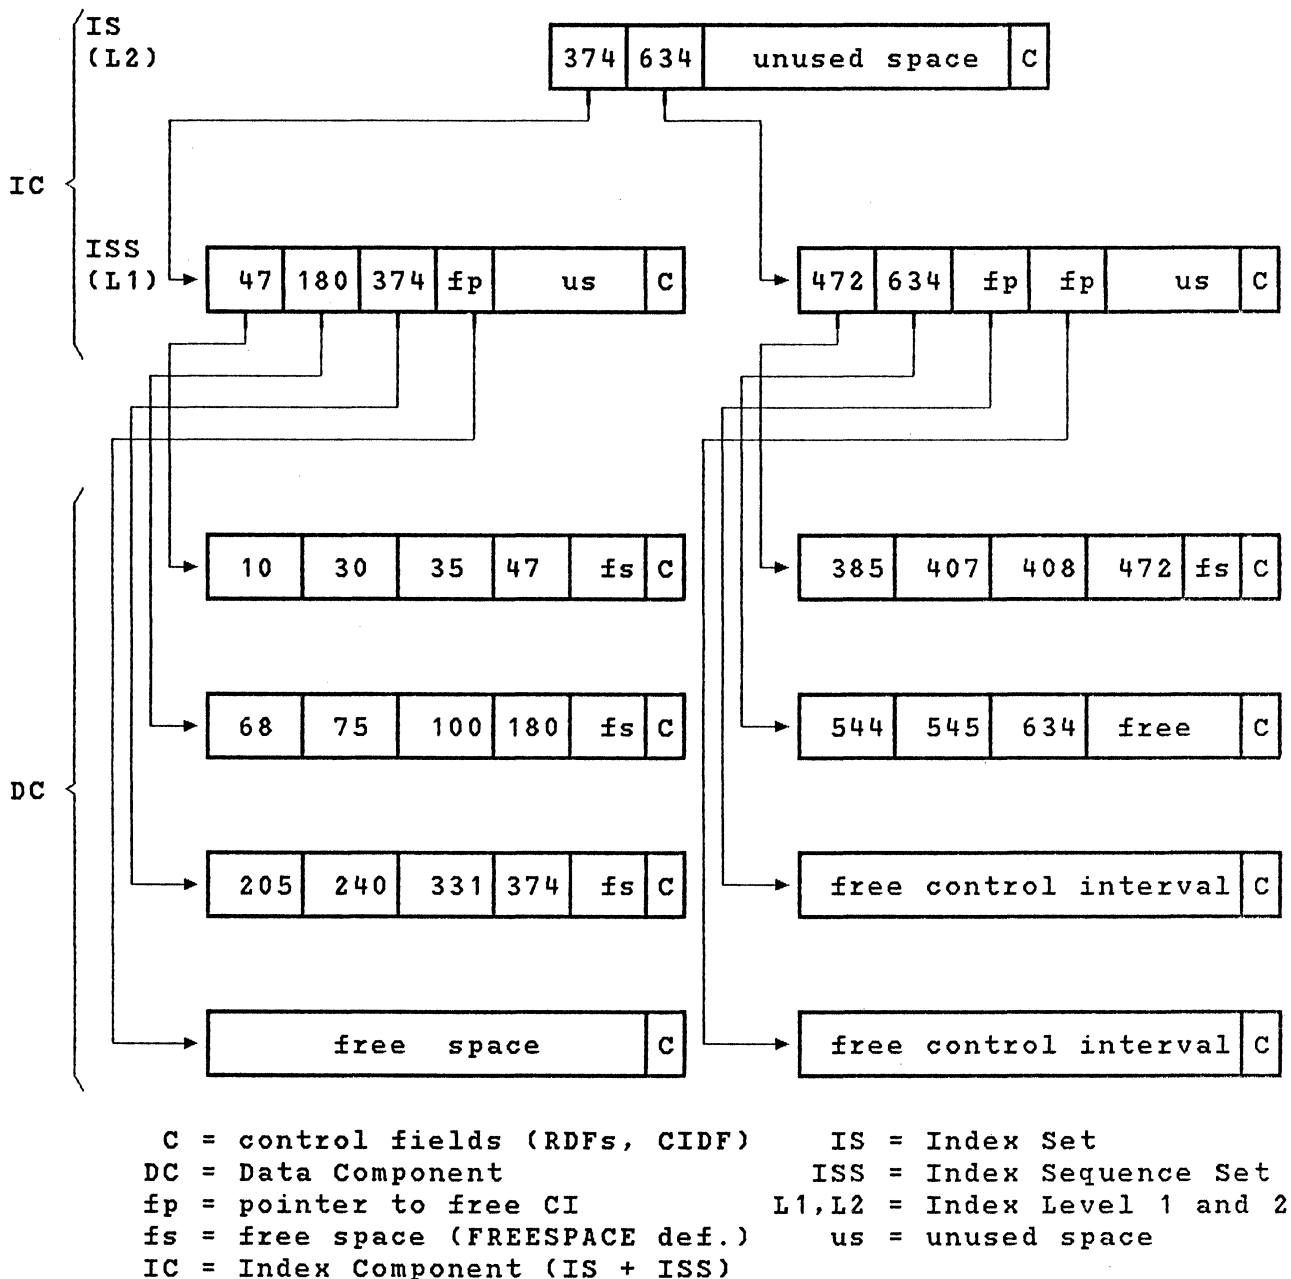 IS
(L2)
374 634 unused space C
IC
ISS
(L1)
47 180 374 fp us C
472 634 fp fp us C
10 30 35 47 fs C
385 407 408 472 fs C
68 75 100 180 fs C
544 545 634 free C
DC
205 240 331 374 fs C
free control interval C
free space C
free control interval C
C = control fields (RDFs, CIDF)
DC = Data Component
fp = pointer to free CI
fs = free space (FREESPACE def.)
IC = Index Component (IS + ISS)
IS = Index Set
ISS = Index Sequence Set
L1,L2 = Index Level 1 and 2
us = unused space